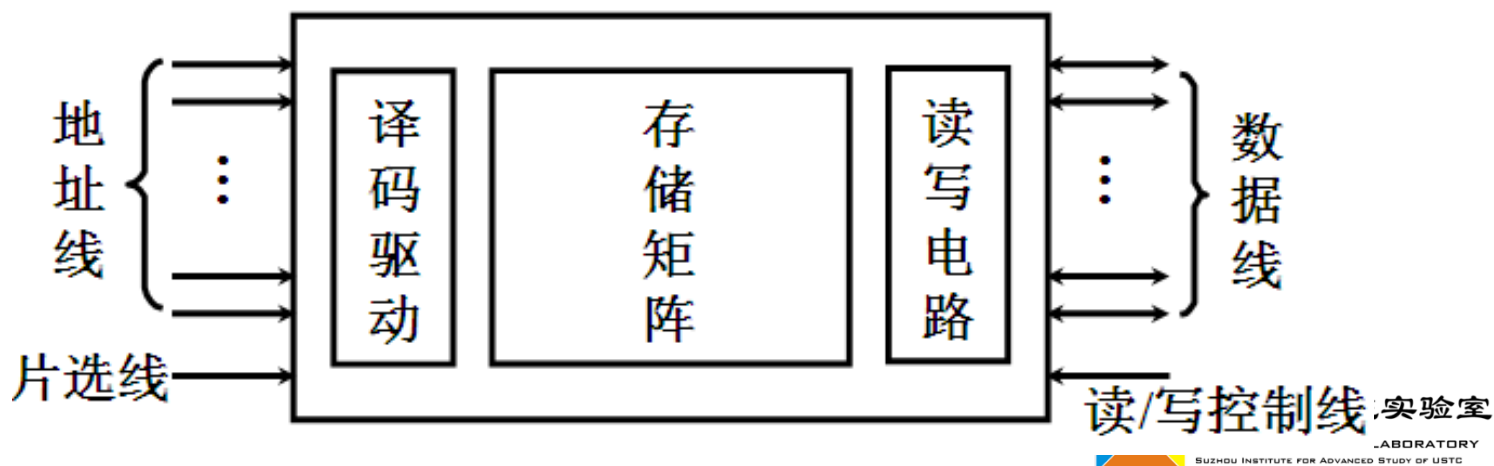 地址线
片选线
译码驱动
存储矩阵
读写电路
数据线
读/写控制线
实验室
LABORATORY
SUZHOU INSTITUTE FOR ADVANCED STUDY OF USTC